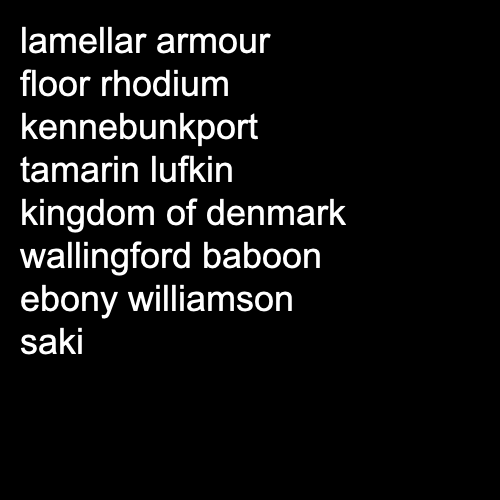 lamellar armour
floor rhodium
kennebunkport
tamarin lufkin
kingdom of denmark
wallingford baboon
ebony williamson
saki